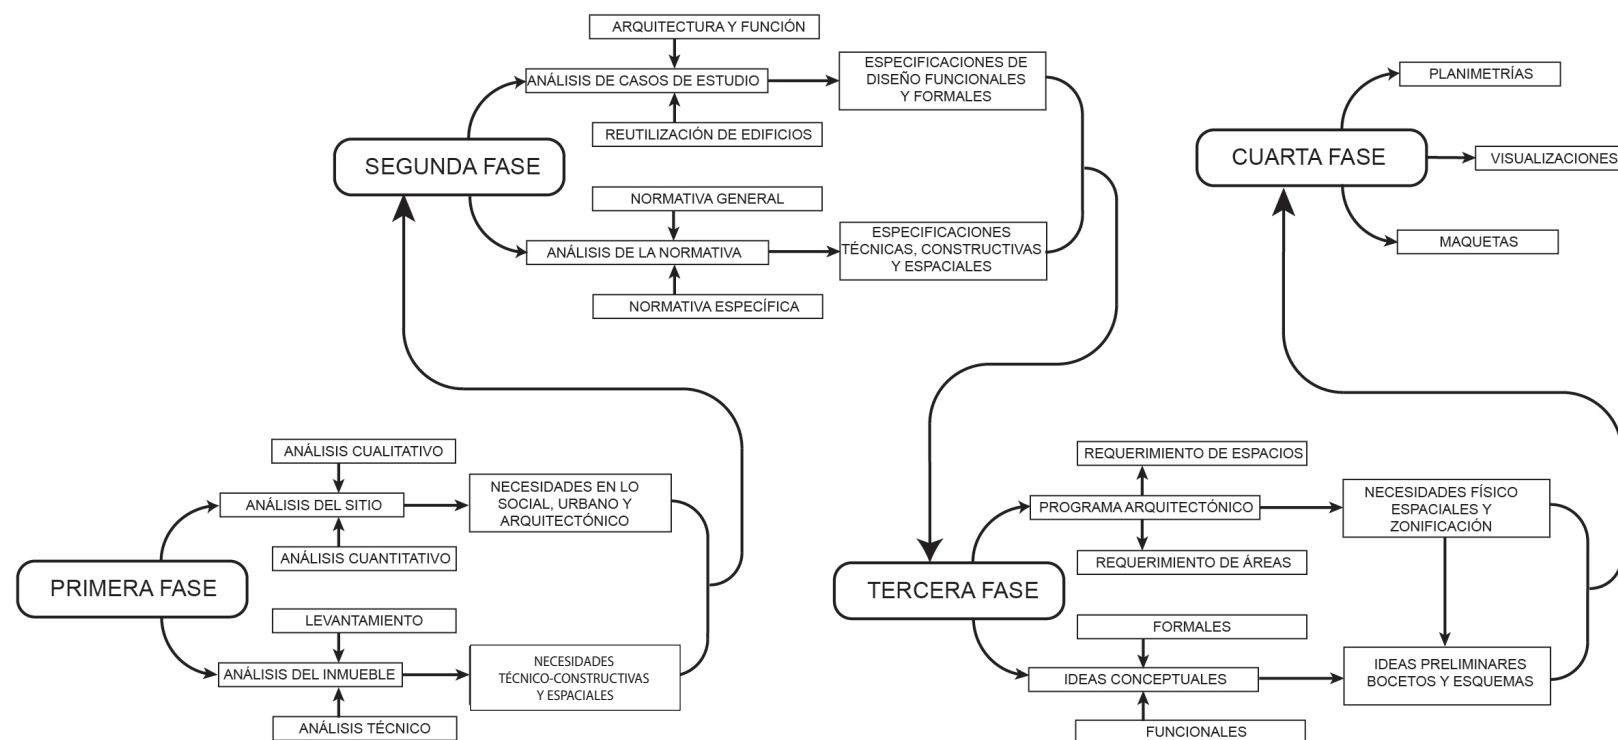 PRIMERA FASE
ANÁLISIS CUALITATIVO
ANÁLISIS DEL SITIO
ANÁLISIS CUANTITATIVO
NECESIDADES EN LO
SOCIAL, URBANO Y
ARQUITECTÓNICO
LEVANTAMIENTO
ANÁLISIS DEL INMUEBLE
ANÁLISIS TÉCNICO
NECESIDADES
TÉCNICO-CONSTRUCTIVAS
Y ESPACIALES
SEGUNDA FASE
ARQUITECTURA Y FUNCIÓN
ANÁLISIS DE CASOS DE ESTUDIO
REUTILIZACIÓN DE EDIFICIOS
ESPECIFICACIONES DE
DISEÑO FUNCIONALES
Y FORMALES
NORMATIVA GENERAL
ANÁLISIS DE LA NORMATIVA
NORMATIVA ESPECÍFICA
ESPECIFICACIONES
TÉCNICAS, CONSTRUCTIVAS
Y ESPACIALES
TERCERA FASE
REQUERIMIENTO DE ESPACIOS
PROGRAMA ARQUITECTÓNICO
REQUERIMIENTO DE ÁREAS
NECESIDADES FÍSICO
ESPACIALES Y
ZONIFICACIÓN
FORMALES
IDEAS CONCEPTUALES
FUNCIONALES
IDEAS PRELIMINARES
BOCETOS Y ESQUEMAS
CUARTA FASE
PLANIMETRÍAS
VISUALIZACIONES
MAQUETAS